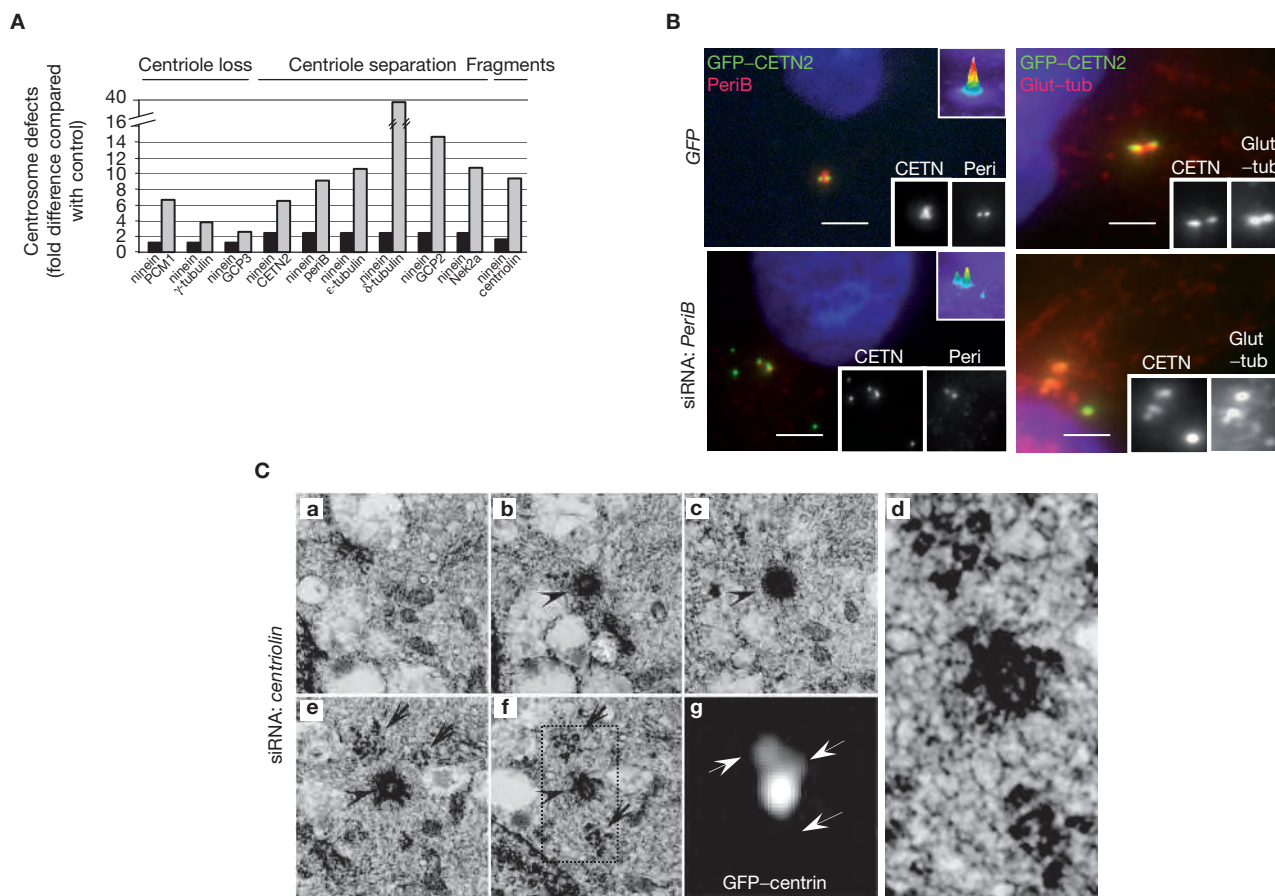 A
Centriole loss
Centriole separation
Fragments
Centrosome defects
(fold difference compared
with control)
40
16
14
12
10
8
6
4
2
0
ninein
PCM1
ninein
γ-tubulin
ninein
GCP3
ninein
CETN2
ninein
periB
ninein
ε-tubulin
ninein
δ-tubulin
ninein
GCP2
ninein
Nek2a
ninein
centriolin
B
GFP
siRNA: PeriB
GFP–CETN2
PeriB
CETN
Peri
GFP–CETN2
Glut–tub
CETN
Glut
–tub
CETN
Peri
CETN
Glut
–tub
C
siRNA: centriolin
a
b
c
d
e
f
g
GFP–centrin